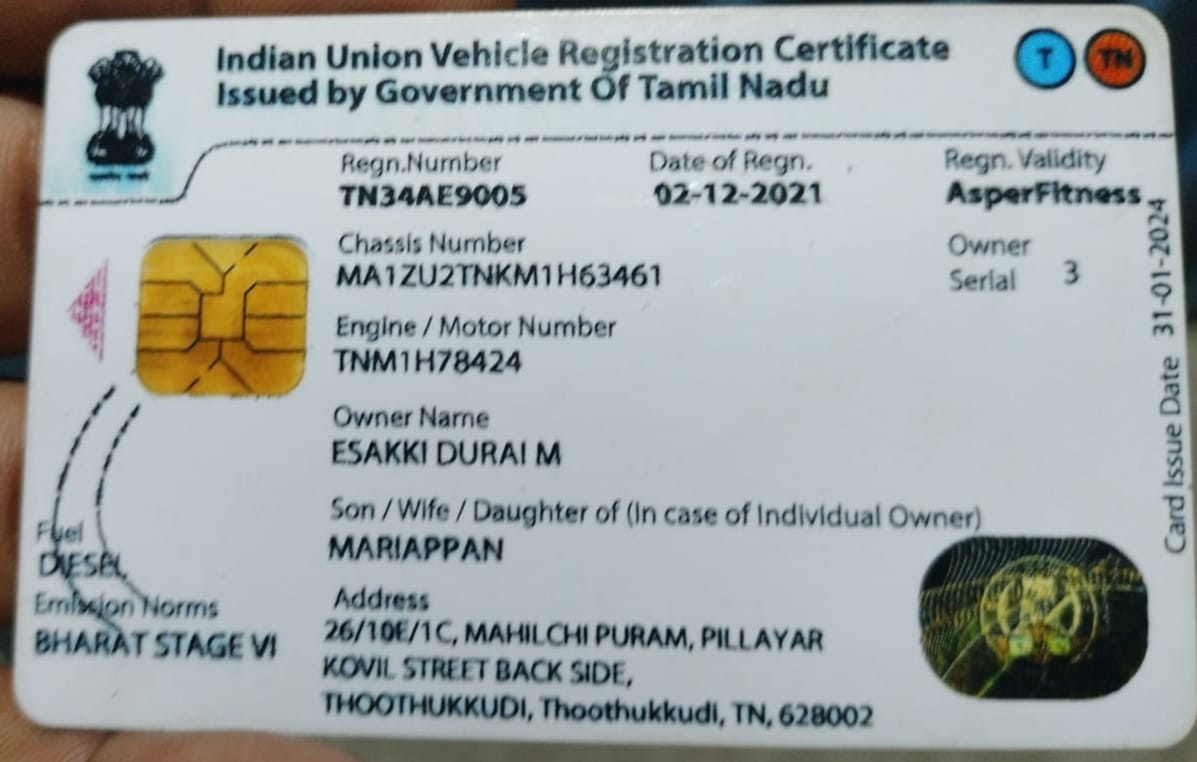 Indian Union Vehicle Registration Certificate
Issued by Government Of Tamil Nadu
T TN
Regn.Number Date of Regn. Regn. Validity
TN34AE9005 02-12-2021 AsperFitness
Chassis Number
MA1ZU2TNKM1H63461
Owner
Serial 3
Engine / Motor Number
TNM1H78424
Owner Name
ESAKKI DURAI M
Son / Wife / Daughter of (In case of Individual Owner)
MARIAPPAN
Fuel
DIESEL
Emission Norms
BHARAT STAGE VI
Address
26/10E/1C, MAHILCHI PURAM, PILLAYAR
KOVIL STREET BACK SIDE,
THOOTHUKKUDI, Thoothukkudi, TN, 628002
Card Issue Date 31-01-2024